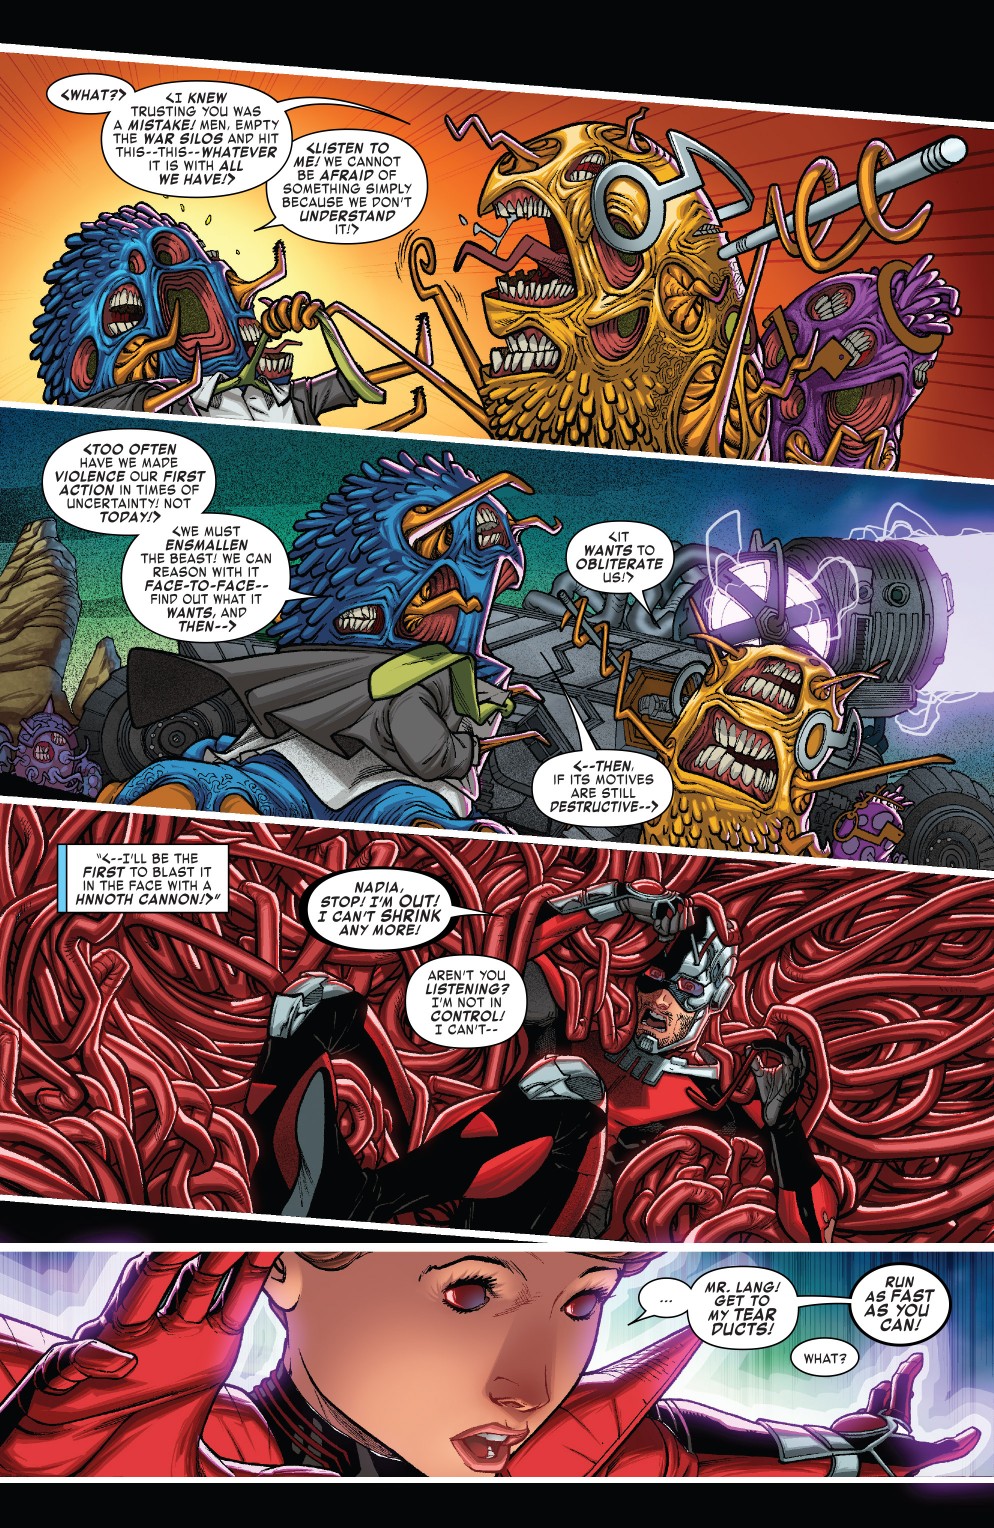 <WHAT?>
<I KNEW
TRUSTING YOU WAS
A MISTAKE! MEN, EMPTY
THE WAR SILOS AND HIT
THIS--THIS--WHATEVER
IT IS WITH ALL
WE HAVE!>
<LISTEN TO
ME! WE CANNOT
BE AFRAID OF
SOMETHING SIMPLY
BECAUSE WE DON'T
UNDERSTAND
IT!>
<TOO OFTEN
HAVE WE MADE
VIOLENCE OUR FIRST
ACTION IN TIMES OF
UNCERTAINTY! NOT
TODAY!>
<WE MUST
ENSMALLEN
THE BEAST! WE CAN
REASON WITH IT
FACE-TO-FACE--
FIND OUT WHAT IT
WANTS, AND
THEN-->
<IT
WANTS TO
OBLITERATE
US!>
<--THEN,
IF ITS MOTIVES
ARE STILL
DESTRUCTIVE-->
"<--I'LL BE THE
FIRST TO BLAST IT
IN THE FACE WITH A
HNNOTH CANNON!>"
NADIA,
STOP! I'M OUT!
I CAN'T SHRINK
ANY MORE!
AREN'T YOU
LISTENING?
I'M NOT IN
CONTROL!
I CAN'T--
...
MR. LANG!
GET TO
MY TEAR
DUCTS!
RUN
AS FAST
AS YOU
CAN!
WHAT?